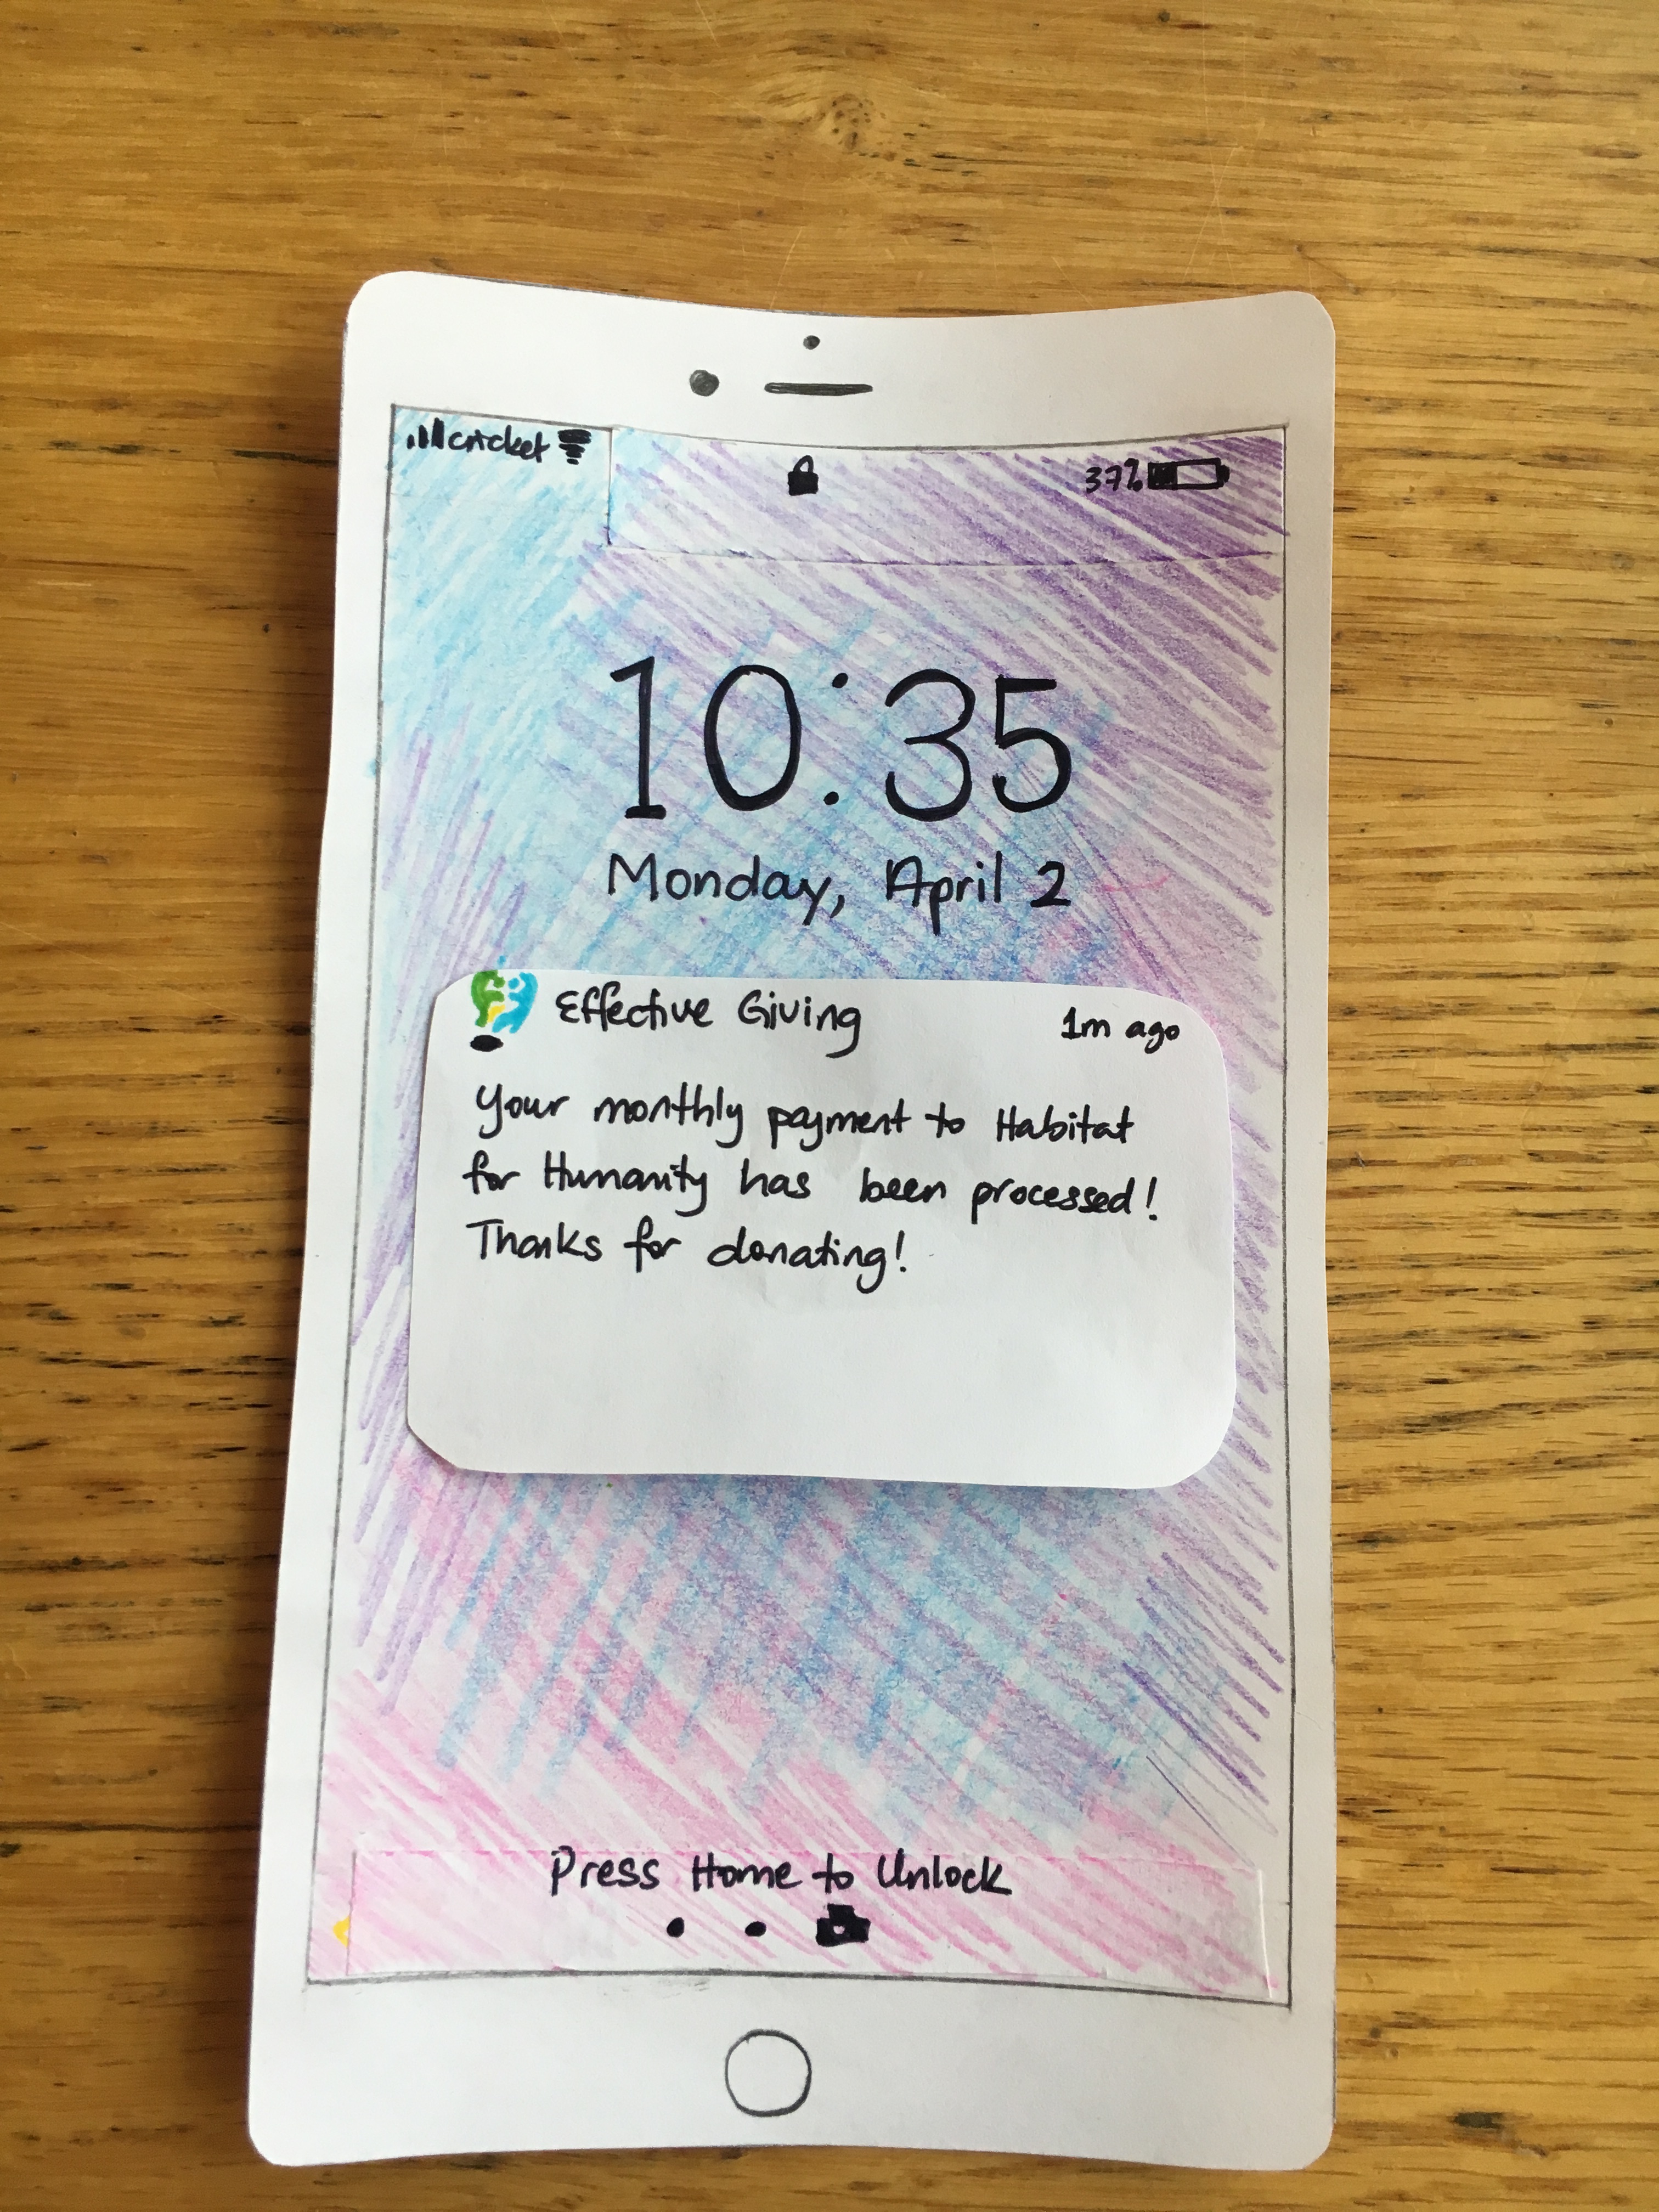 cricket
37%
10:35
Monday, April 2
Effective Giving 1m ago
Your monthly payment to Habitat
for Humanity has been processed!
Thanks for donating!
Press Home to Unlock